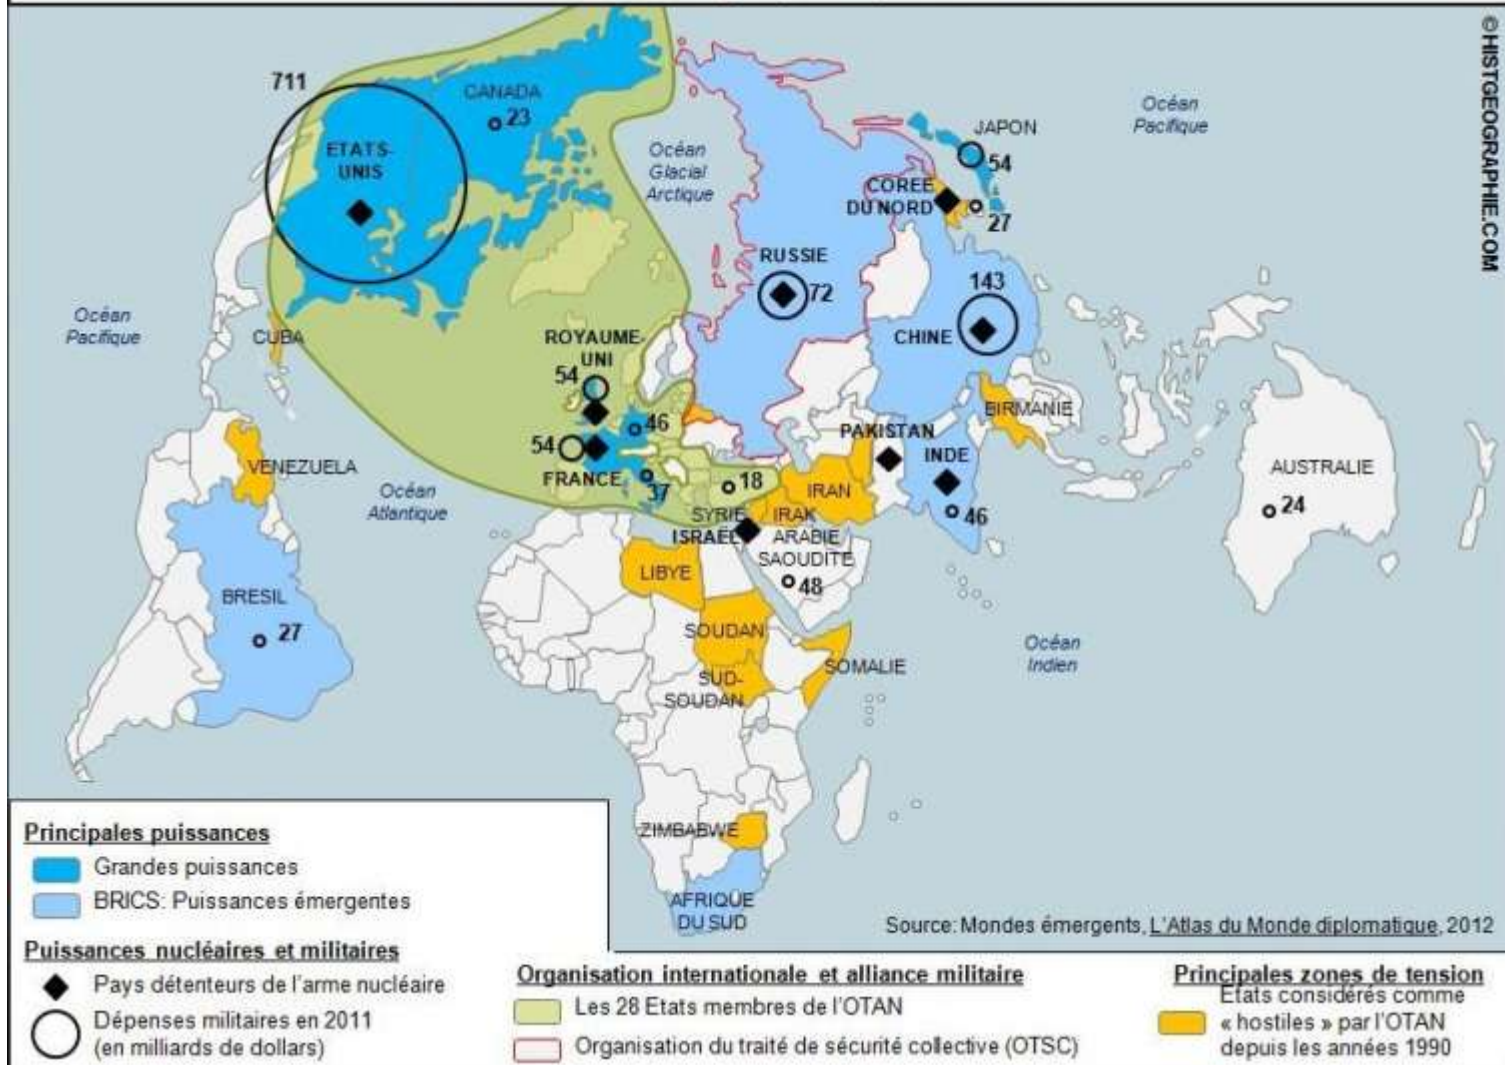 ©HISTGEOGRAPHIE.COM
711
CANADA
23
ETATS-
UNIS
Océan
Glacial
Arctique
Océan
Pacifique
JAPON
54
COREE
DU NORD
27
RUSSIE
72
143
CHINE
Océan
Pacifique
CUBA
ROYAUME-
UNI
54
46
54
FRANCE
37
18
BIRMANIE
PAKISTAN
INDE
46
IRAN
SYRIE
IRAK
ISRAËL
ARABIE
SAOUDITE
48
AUSTRALIE
24
VENEZUELA
Océan
Atlantique
LIBYE
BRESIL
27
SOUDAN
SUD-
SOUDAN
SOMALIE
Océan
Indien
ZIMBABWE
AFRIQUE
DU SUD
Source: Mondes émergents, L'Atlas du Monde diplomatique, 2012
Principales puissances
Grandes puissances
BRICS: Puissances émergentes
Puissances nucléaires et militaires
Pays détenteurs de l'arme nucléaire
Dépenses militaires en 2011
(en milliards de dollars)
Organisation internationale et alliance militaire
Les 28 Etats membres de l'OTAN
Organisation du traité de sécurité collective (OTSC)
Principales zones de tension
Etats considérés comme
« hostiles » par l'OTAN
depuis les années 1990